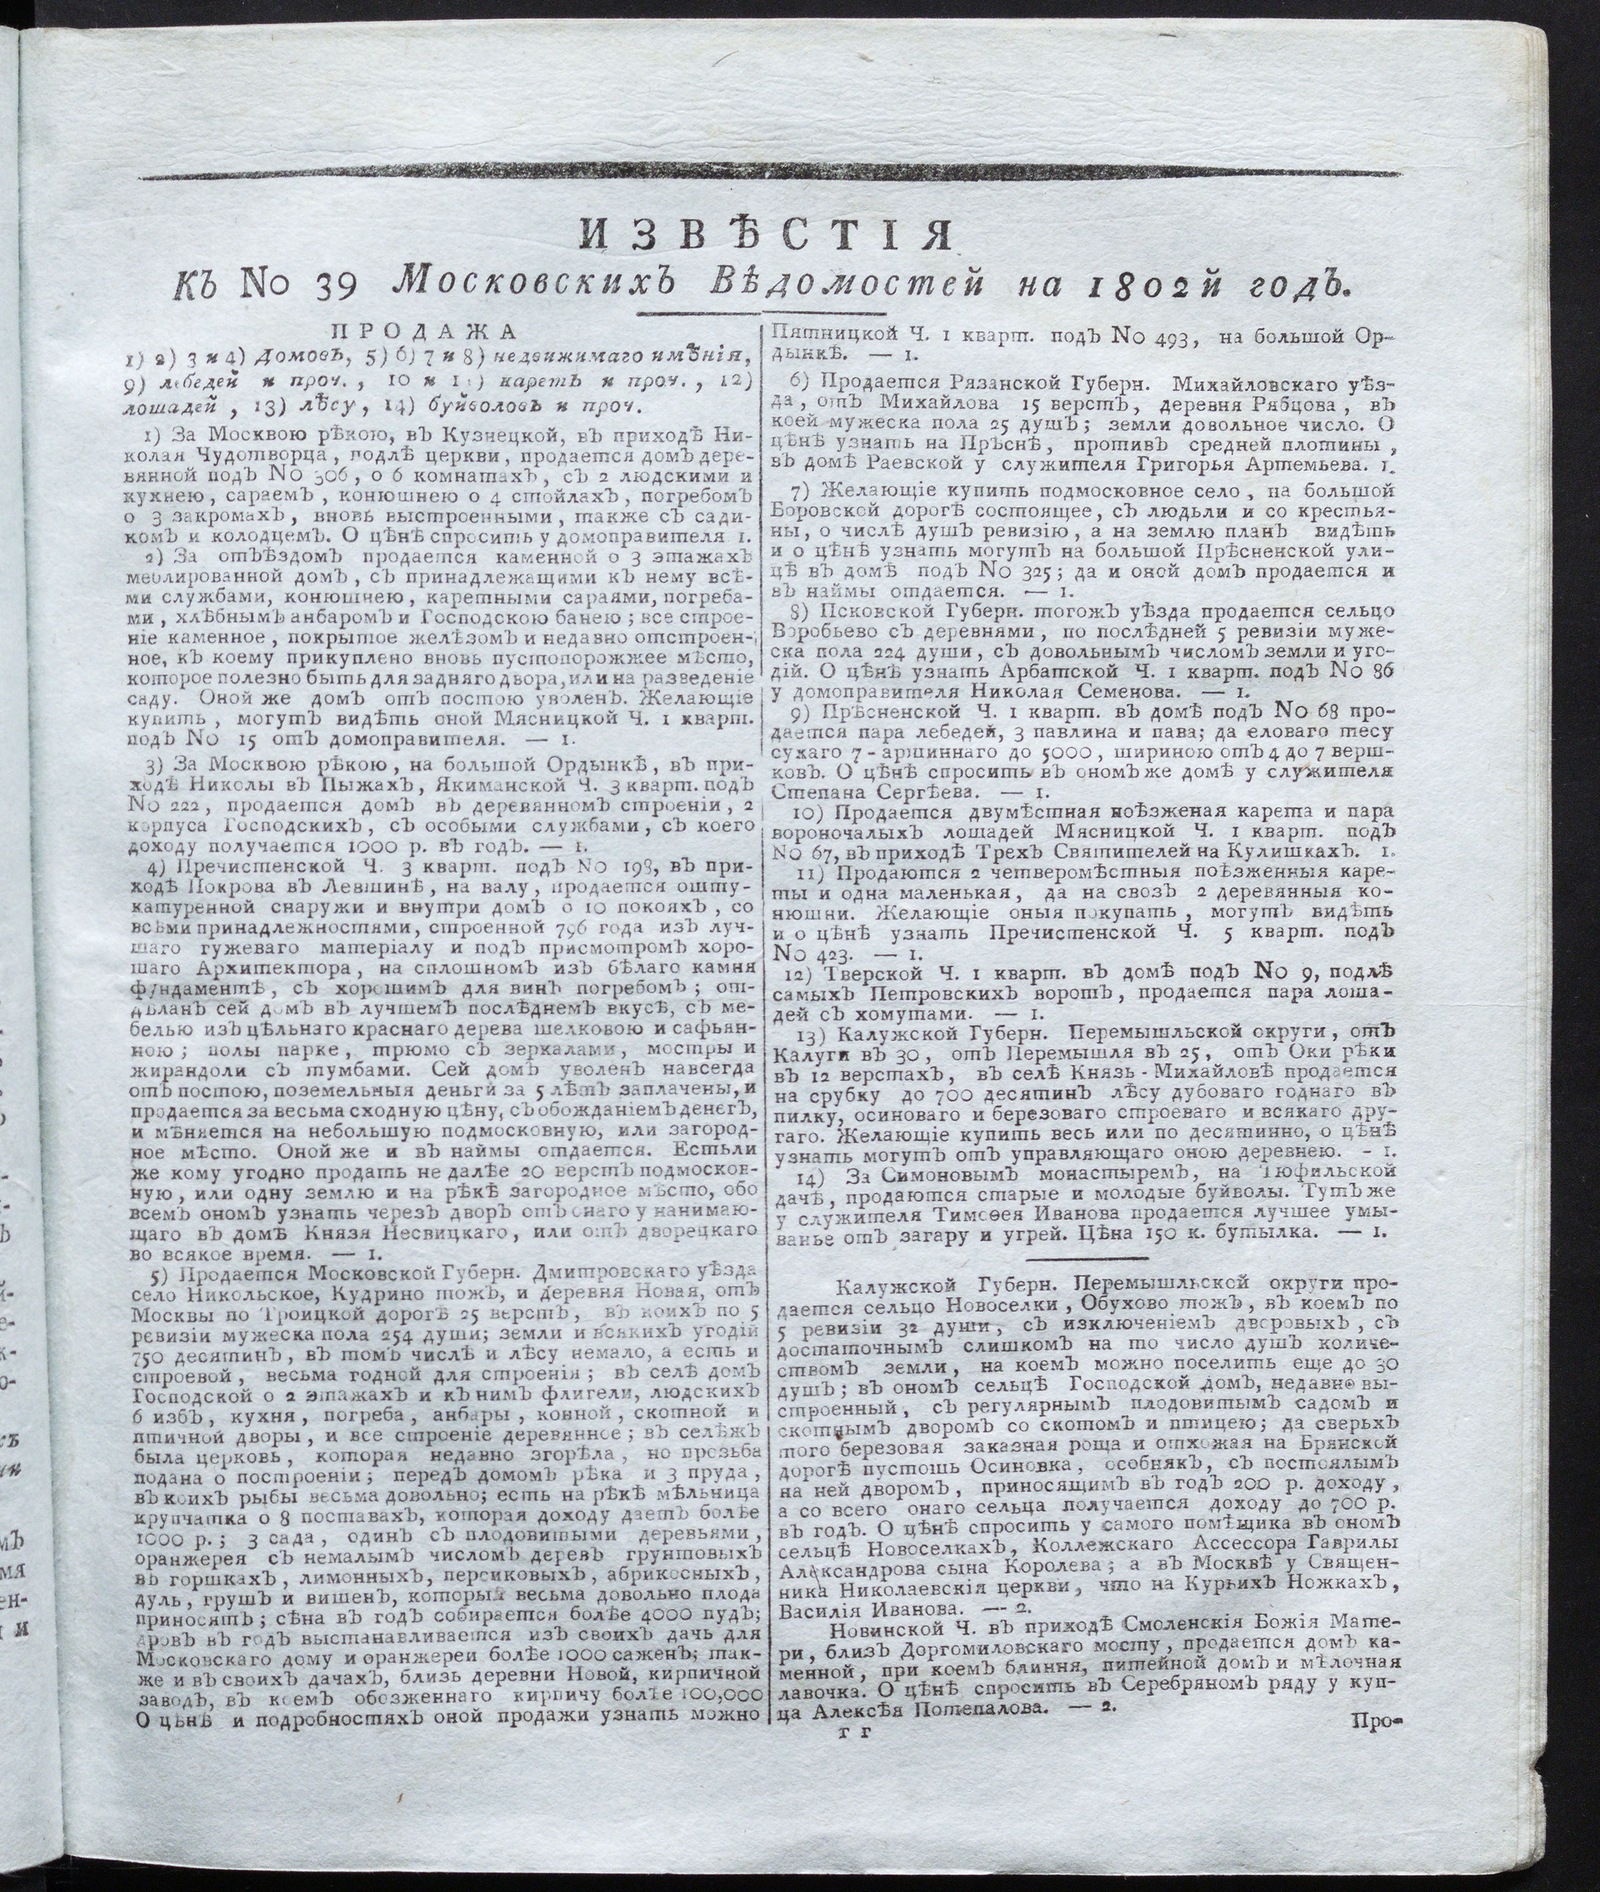 ИЗВѢСТІЯ
Къ No 39 Московскихъ Вѣдомостей на 1802й годъ.
ПРОДАЖА
1) 2) 3 и 4) Домовъ, 5) 6) 7 и 8) недвижимаго имѣнія,
9) лебедей и проч., 10 и 11) каретъ и проч., 12)
лошадей, 13) лѣсу, 14) буйволовъ и проч.
1) За Москвою рѣкою, въ Кузнецкой, въ приходѣ Ни-
колая Чудотворца, подлѣ церкви, продается домъ дере-
вянной подъ No 306, о 6 комнатахъ, съ 2 людскими и
кухнею, сараемъ, конюшнею о 4 стойлахъ, погребомъ
о 3 закромахъ, вновь выстроенными, также съ сади-
комъ и колодцемъ. О цѣнѣ спросить у домоправителя 1.
2) За отъѣздомъ продается каменной о 3 этажахъ
меблированной домъ, съ принадлежащими къ нему всѣ-
ми службами, конюшнею, каретными сараями, погреба-
ми, хлѣбнымъ анбаромъ и Господскою банею; все строе-
ніе каменное, покрытое желѣзомъ и недавно отстроен-
ное, къ коему прикуплено вновь пустопорожжее мѣсто,
которое полезно быть для задняго двора, или на разведеніе
саду. Оной же домъ отъ постою уволенъ. Желающіе
купить, могутъ видѣть оной Мясницкой Ч. 1 кварт.
подъ No 15 отъ домоправителя. — 1.
3) За Москвою рѣкою, на большой Ордынкѣ, въ при-
ходѣ Николы въ Пыжахъ, Якиманской Ч. 3 кварт. подъ
No 222, продается домъ въ деревянномъ строеніи, 2
корпуса Господскихъ, съ особыми службами, съ коего
доходу получается 1000 р. въ годъ. — 1.
4) Пречистенской Ч. 3 кварт. подъ No 198, въ при-
ходѣ Покрова въ Левшинѣ, на валу, продается ошту-
катуренной снаружи и внутри домъ о 10 покояхъ, со
всѣми принадлежностями, строенной 796 года изъ луч-
шаго гужеваго матеріалу и подъ присмотромъ хоро-
шаго Архитектора, на сплошномъ изъ бѣлаго камня
фундаментѣ, съ хорошимъ для винъ погребомъ; от-
дѣланъ сей домъ въ лучшемъ послѣднемъ вкусѣ, съ ме-
белью изъ цѣльнаго краснаго дерева шелковою и сафьян-
ною; полы парке, трюмо съ зеркалами, мостры и
жирандоли съ тумбами. Сей домъ уволенъ навсегда
отъ постою, поземельныя деньги за 5 лѣтъ заплачены, и
продается за весьма сходную цѣну, съ обожданіемъ денегъ,
и мѣняется на небольшую подмосковную, или загород-
ное мѣсто. Оной же и въ наймы отдается. Естьли
же кому угодно продать не далѣе 20 верстъ подмосков-
ную, или одну землю и на рѣкѣ загородное мѣсто, обо
всемъ ономъ узнать черезъ дворъ отъ онаго у нанимаю-
щаго въ домѣ Князя Несвицкаго, или отъ дворецкаго
во всякое время. — 1.
5) Продается Московской Губерн. Дмитровскаго уѣзда
село Никольское, Кудрино тожъ, и деревня Новая, отъ
Москвы по Троицкой дорогѣ 25 верстъ, въ коихъ по 5
ревизіи мужеска пола 254 души; земли и всякихъ угодій
750 десятинъ, въ томъ числѣ и лѣсу немало, а есть и
строевой, весьма годной для строенія; въ селѣ домъ
Господской о 2 этажахъ и къ нимъ флигели, людскихъ
6 избъ, кухня, погреба, анбары, конной, скотной и
птичной дворы, и все строеніе деревянное; въ селѣжъ
была церковь, которая недавно згорѣла, но прозьба
подана о построеніи; передъ домомъ рѣка и 3 пруда,
въ коихъ рыбы весьма довольно; есть на рѣкѣ мѣльница
крупчатка о 8 поставахъ, которая доходу даетъ болѣе
1000 р.; 3 сада, одинъ съ плодовитыми деревьями,
оранжерея съ немалымъ числомъ деревъ грунтовыхъ
въ горшкахъ, лимонныхъ, персиковыхъ, абрикосныхъ,
дуль, грушъ и вишенъ, которыя весьма довольно плода
приносятъ; сѣна въ годъ собирается болѣе 4000 пудъ;
дровъ въ годъ выстанавливается изъ своихъ дачь для
Московскаго дому и оранжереи болѣе 1000 саженъ; так-
же и въ своихъ дачахъ, близь деревни Новой, кирпичной
заводъ, въ коемъ обозженнаго кирпичу болѣе 100,000
О цѣнѣ и подробностяхъ оной продажи узнать можно
Пятницкой Ч. 1 кварт. подъ No 493, на большой Ор-
дынкѣ. — 1.
6) Продается Рязанской Губерн. Михайловскаго уѣз-
да, отъ Михайлова 15 верстъ, деревня Рябцова, въ
коей мужеска пола 25 душъ; земли довольное число. О
цѣнѣ узнать на Прѣснѣ, противъ средней плотины,
въ домѣ Раевской у служителя Григорья Артемьева. 1.
7) Желающіе купить подмосковное село, на большой
Боровской дорогѣ состоящее, съ людьли и со крестья-
ны, о числѣ душъ ревизію, а на землю планъ видѣть
и о цѣнѣ узнать могутъ на большой Прѣсненской ули-
цѣ въ домѣ подъ No 325; да и оной домъ продается и
въ наймы отдается. — 1.
8) Псковской Губерн. тогожъ уѣзда продается сельцо
Воробьево съ деревнями, по послѣдней 5 ревизіи муже-
ска пола 224 души, съ довольнымъ числомъ земли и уго-
дій. О цѣнѣ узнать Арбатской Ч. 1 кварт. подъ No 86
у домоправителя Николая Семенова. — 1.
9) Прѣсненской Ч. 1 кварт. въ домѣ подъ No 68 про-
дается пара лебедей, 3 павлина и пава; да еловаго тесу
сухаго 7-аршиннаго до 5000, шириною отъ 4 до 7 верш-
ковъ. О цѣнѣ спросить въ ономъ же домѣ у служителя
Степана Сергѣева. — 1.
10) Продается двумѣстная поѣзженая карета и пара
вороночалыхъ лошадей Мясницкой Ч. 1 кварт. подъ
No 67, въ приходѣ Трехъ Святителей на Кулишкахъ. 1.
11) Продаются 2 четверомѣстныя поѣзженныя каре-
ты и одна маленькая, да на свозъ 2 деревянныя ко-
нюшни. Желающіе оныя покупать, могутъ видѣть
и о цѣнѣ узнать Пречистенской Ч. 5 кварт. подъ
No 423. — 1.
12) Тверской Ч. 1 кварт. въ домѣ подъ No 9, подлѣ
самыхъ Петровскихъ воротъ, продается пара лоша-
дей съ хомутами. — 1.
13) Калужской Губерн. Перемышльской округи, отъ
Калуги въ 30, отъ Перемышля въ 25, отъ Оки рѣки
въ 12 верстахъ, въ селѣ Князь-Михайловѣ продается
на срубку до 700 десятинъ лѣсу дубоваго годнаго въ
пилку, осиноваго и березоваго строеваго и всякаго дру-
гаго. Желающіе купить весь или по десятинно, о цѣнѣ
узнать могутъ отъ управляющаго оною деревнею. - 1.
14) За Симоновымъ монастыремъ, на Тюфильской
дачѣ, продаются старые и молодые буйволы. Тутъ же
у служителя Тимоѳея Иванова продается лучшее умы-
ванье отъ загару и угрей. Цѣна 150 к. бутылка. — 1.
Калужской Губерн. Перемышльской округи про-
дается сельцо Новоселки, Обухово тожъ, въ коемъ по
5 ревизіи 32 души, съ изключеніемъ дворовыхъ, съ
достаточнымъ слишкомъ на то число душъ количе-
ствомъ земли, на коемъ можно поселить еще до 30
душъ; въ ономъ сельцѣ Господской домъ, недавно вы-
строенный, съ регулярнымъ плодовитымъ садомъ и
скотнымъ дворомъ со скотомъ и птицею; да сверьхъ
того березовая заказная роща и отхожая на Брянской
дорогѣ пустошь Осиновка, особнякъ, съ постоялымъ
на ней дворомъ, приносящимъ въ годъ 200 р. доходу,
а со всего онаго сельца получается доходу до 700 р.
въ годъ. О цѣнѣ спросить у самого помѣщика въ ономъ
сельцѣ Новоселкахъ, Коллежскаго Ассессора Гаврилы
Александрова сына Королева; а въ Москвѣ у Священ-
ника Николаевскія церкви, что на Курьихъ Ножкахъ,
Василія Иванова. — 2.
Новинской Ч. въ приходѣ Смоленскія Божія Мате-
ри, близъ Доргомиловскаго мосту, продается домъ ка-
менной, при коемъ блиння, питейной домъ и мѣлочная
лавочка. О цѣнѣ спросить въ Серебряномъ ряду у куп-
ца Алексѣя Потепалова. — 2.
Г г
Про-